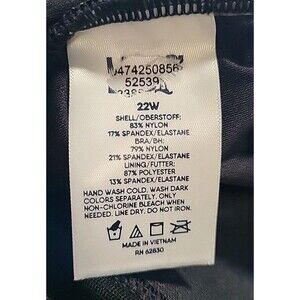 0474250856
52539
22W
SHELL/OBERSTOFF:
83% NYLON
17% SPANDEX/ELASTANE
BRA/BH:
79% NYLON
21% SPANDEX/ELASTANE
LINING/FUTTER:
87% POLYESTER
13% SPANDEX/ELASTANE
HAND WASH COLD. WASH DARK
COLORS SEPARATELY. ONLY
NON-CHLORINE BLEACH WHEN
NEEDED. LINE DRY. DO NOT IRON.
MADE IN VIETNAM
RN 62830